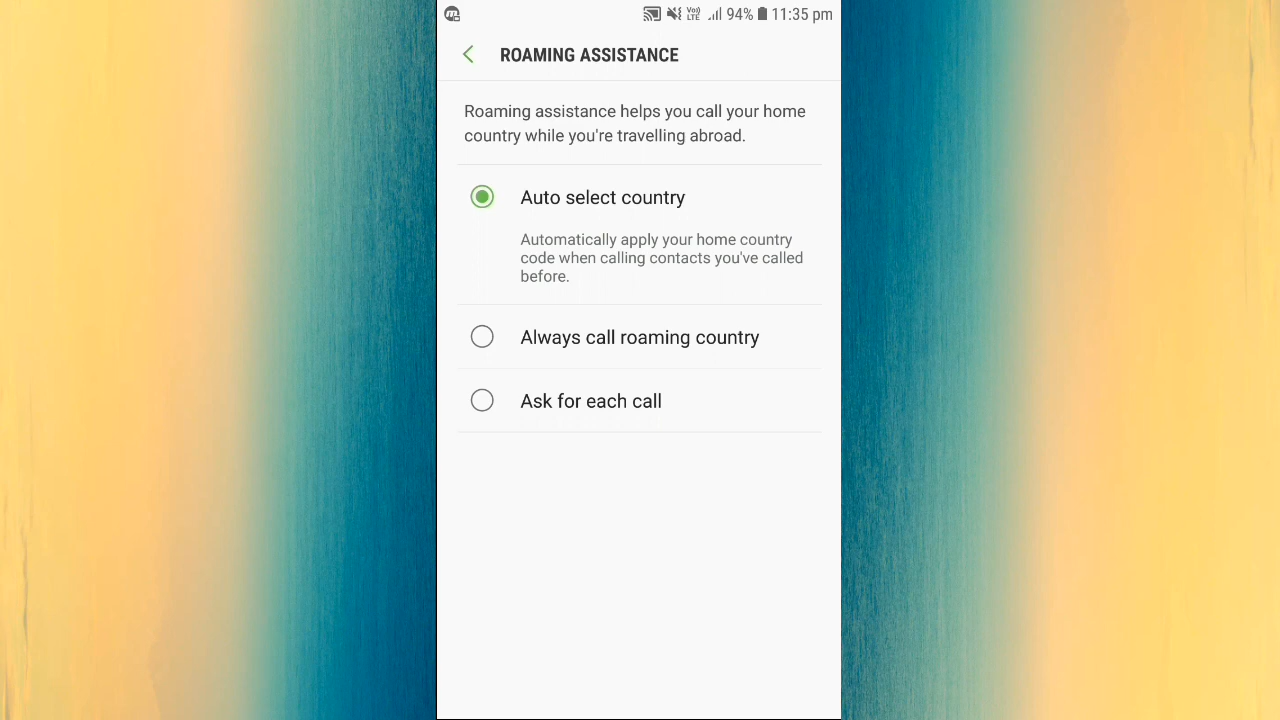 VoJ LTE 94% 11:35 pm
ROAMING ASSISTANCE
Roaming assistance helps you call your home
country while you're travelling abroad.
Auto select country
Automatically apply your home country
code when calling contacts you've called
before.
Always call roaming country
Ask for each call